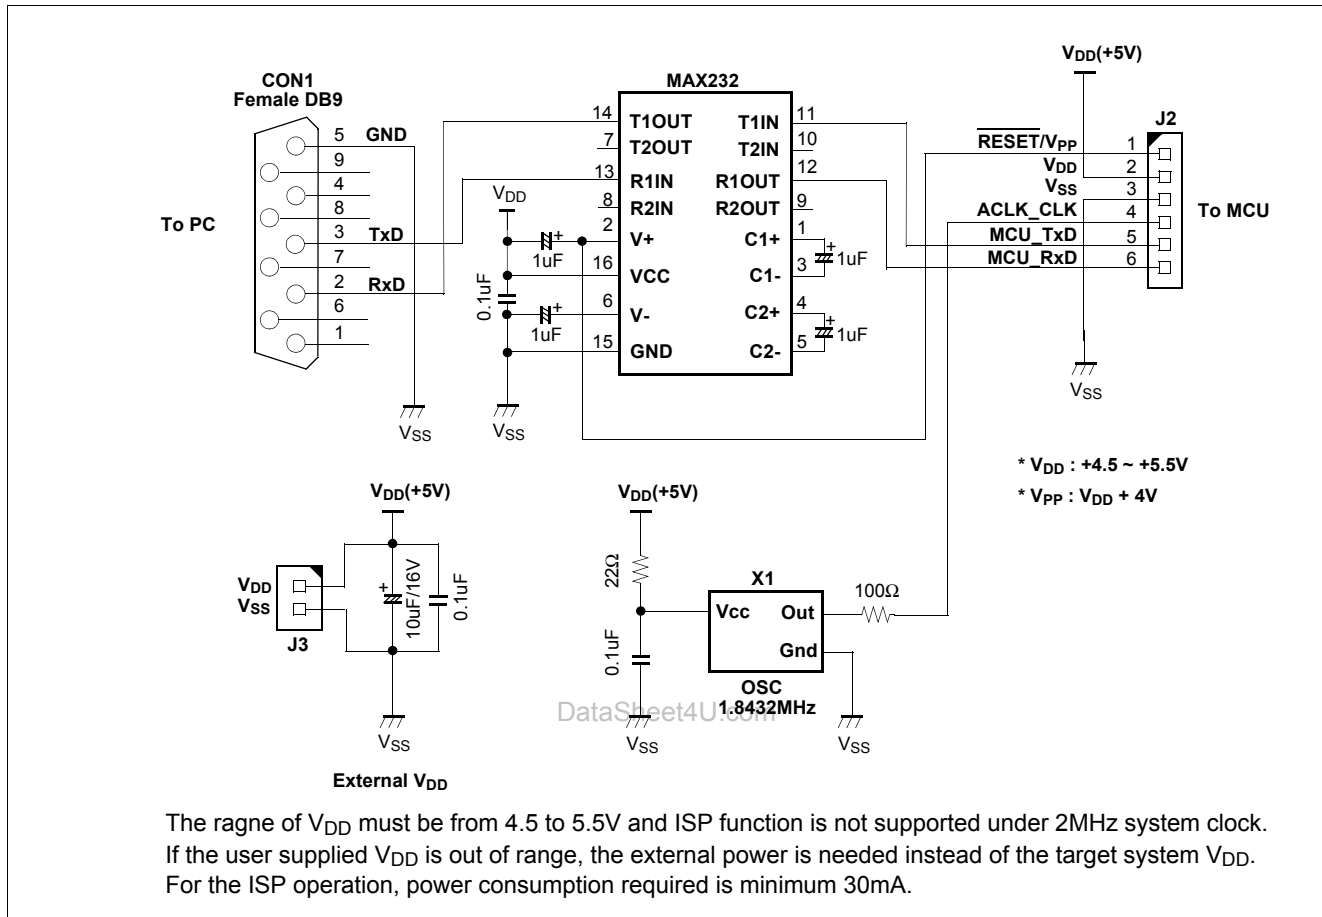 CON1
Female DB9
To PC
5 GND
9
4
8
3 TxD
7
2 RxD
6
1
VSS
MAX232
14 T1OUT
7 T2OUT
13 R1IN
8 R2IN
2 V+
16 VCC
6 V-
15 GND
T1IN 11
T2IN 10
R1OUT 12
R2OUT 9
C1+ 1
C1- 3
C2+ 4
C2- 5
VDD
+
1uF
0.1uF
+
1uF
VSS
+
1uF
+
1uF
VDD(+5V)
J2
RESET/VPP 1
VDD 2
VSS 3
ACLK_CLK 4
MCU_TxD 5
MCU_RxD 6
To MCU
VSS
* VDD : +4.5 ~ +5.5V
* VPP : VDD + 4V
VDD(+5V)
VDD
VSS
J3
+
10uF/16V
0.1uF
VSS
External VDD
VDD(+5V)
22Ω
0.1uF
VSS
X1
Vcc Out
Gnd
OSC
1.8432MHz
100Ω
VSS
DataSheet4U.com
The ragne of VDD must be from 4.5 to 5.5V and ISP function is not supported under 2MHz system clock.
If the user supplied VDD is out of range, the external power is needed instead of the target system VDD.
For the ISP operation, power consumption required is minimum 30mA.